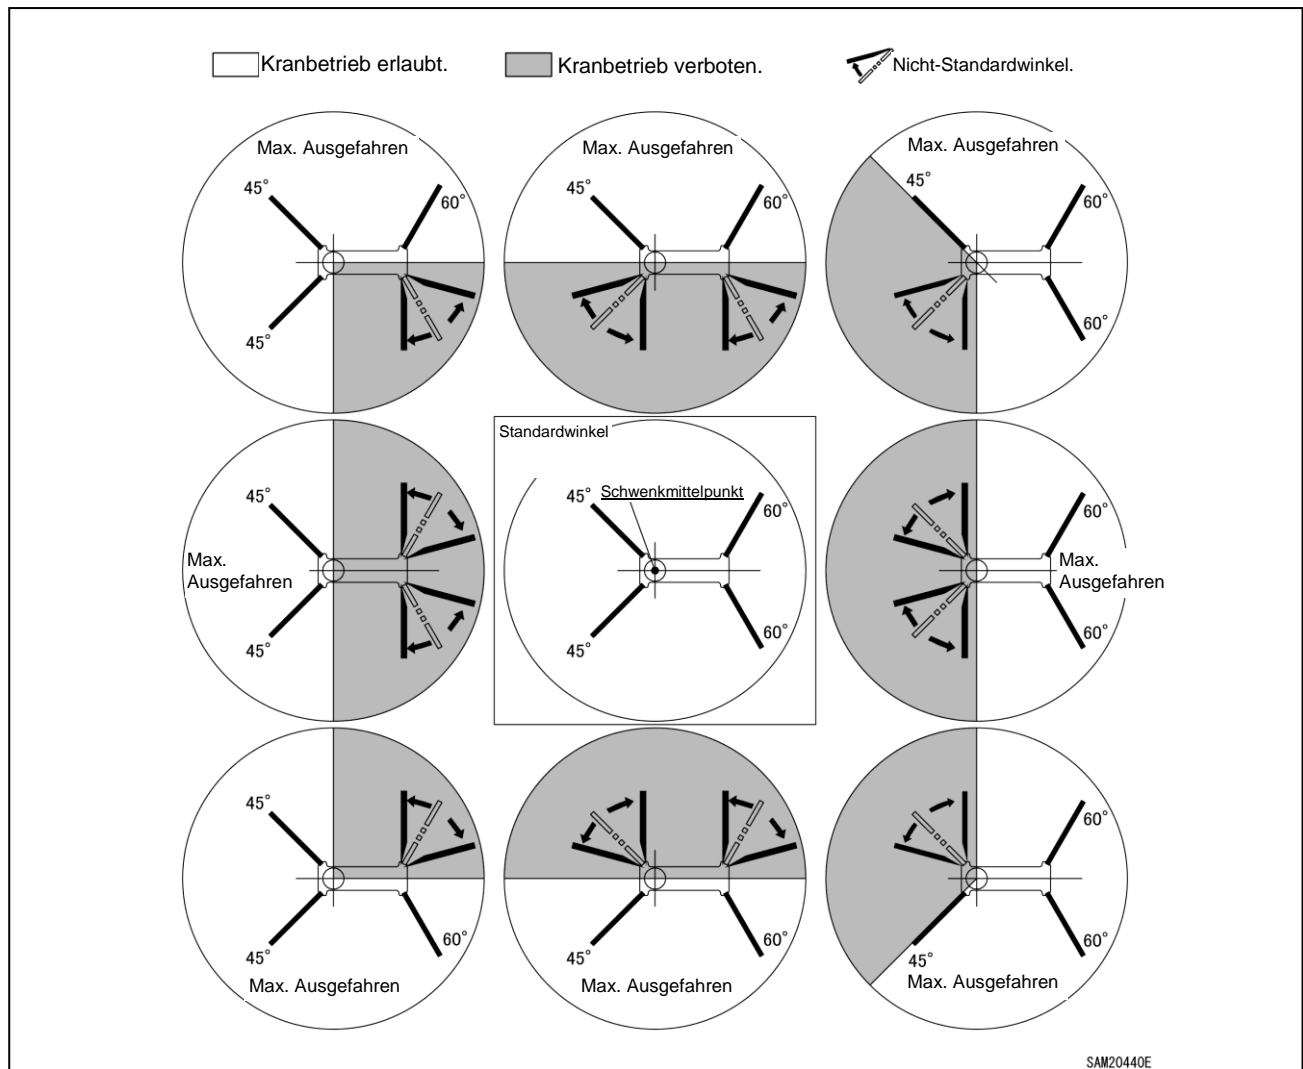 Kranbetrieb erlaubt.
Kranbetrieb verboten.
Nicht-Standardwinkel.
Max. Ausgefahren
45°
60°
45°
Max. Ausgefahren
45°
60°
Max. Ausgefahren
45°
60°
60°
45°
Max.
Ausgefahren
45°
Standardwinkel
45°
Schwenkmittelpunkt
60°
45°
60°
60°
Max.
Ausgefahren
60°
45°
45°
60°
Max. Ausgefahren
45°
60°
Max. Ausgefahren
60°
45°
60°
Max. Ausgefahren
SAM20440E